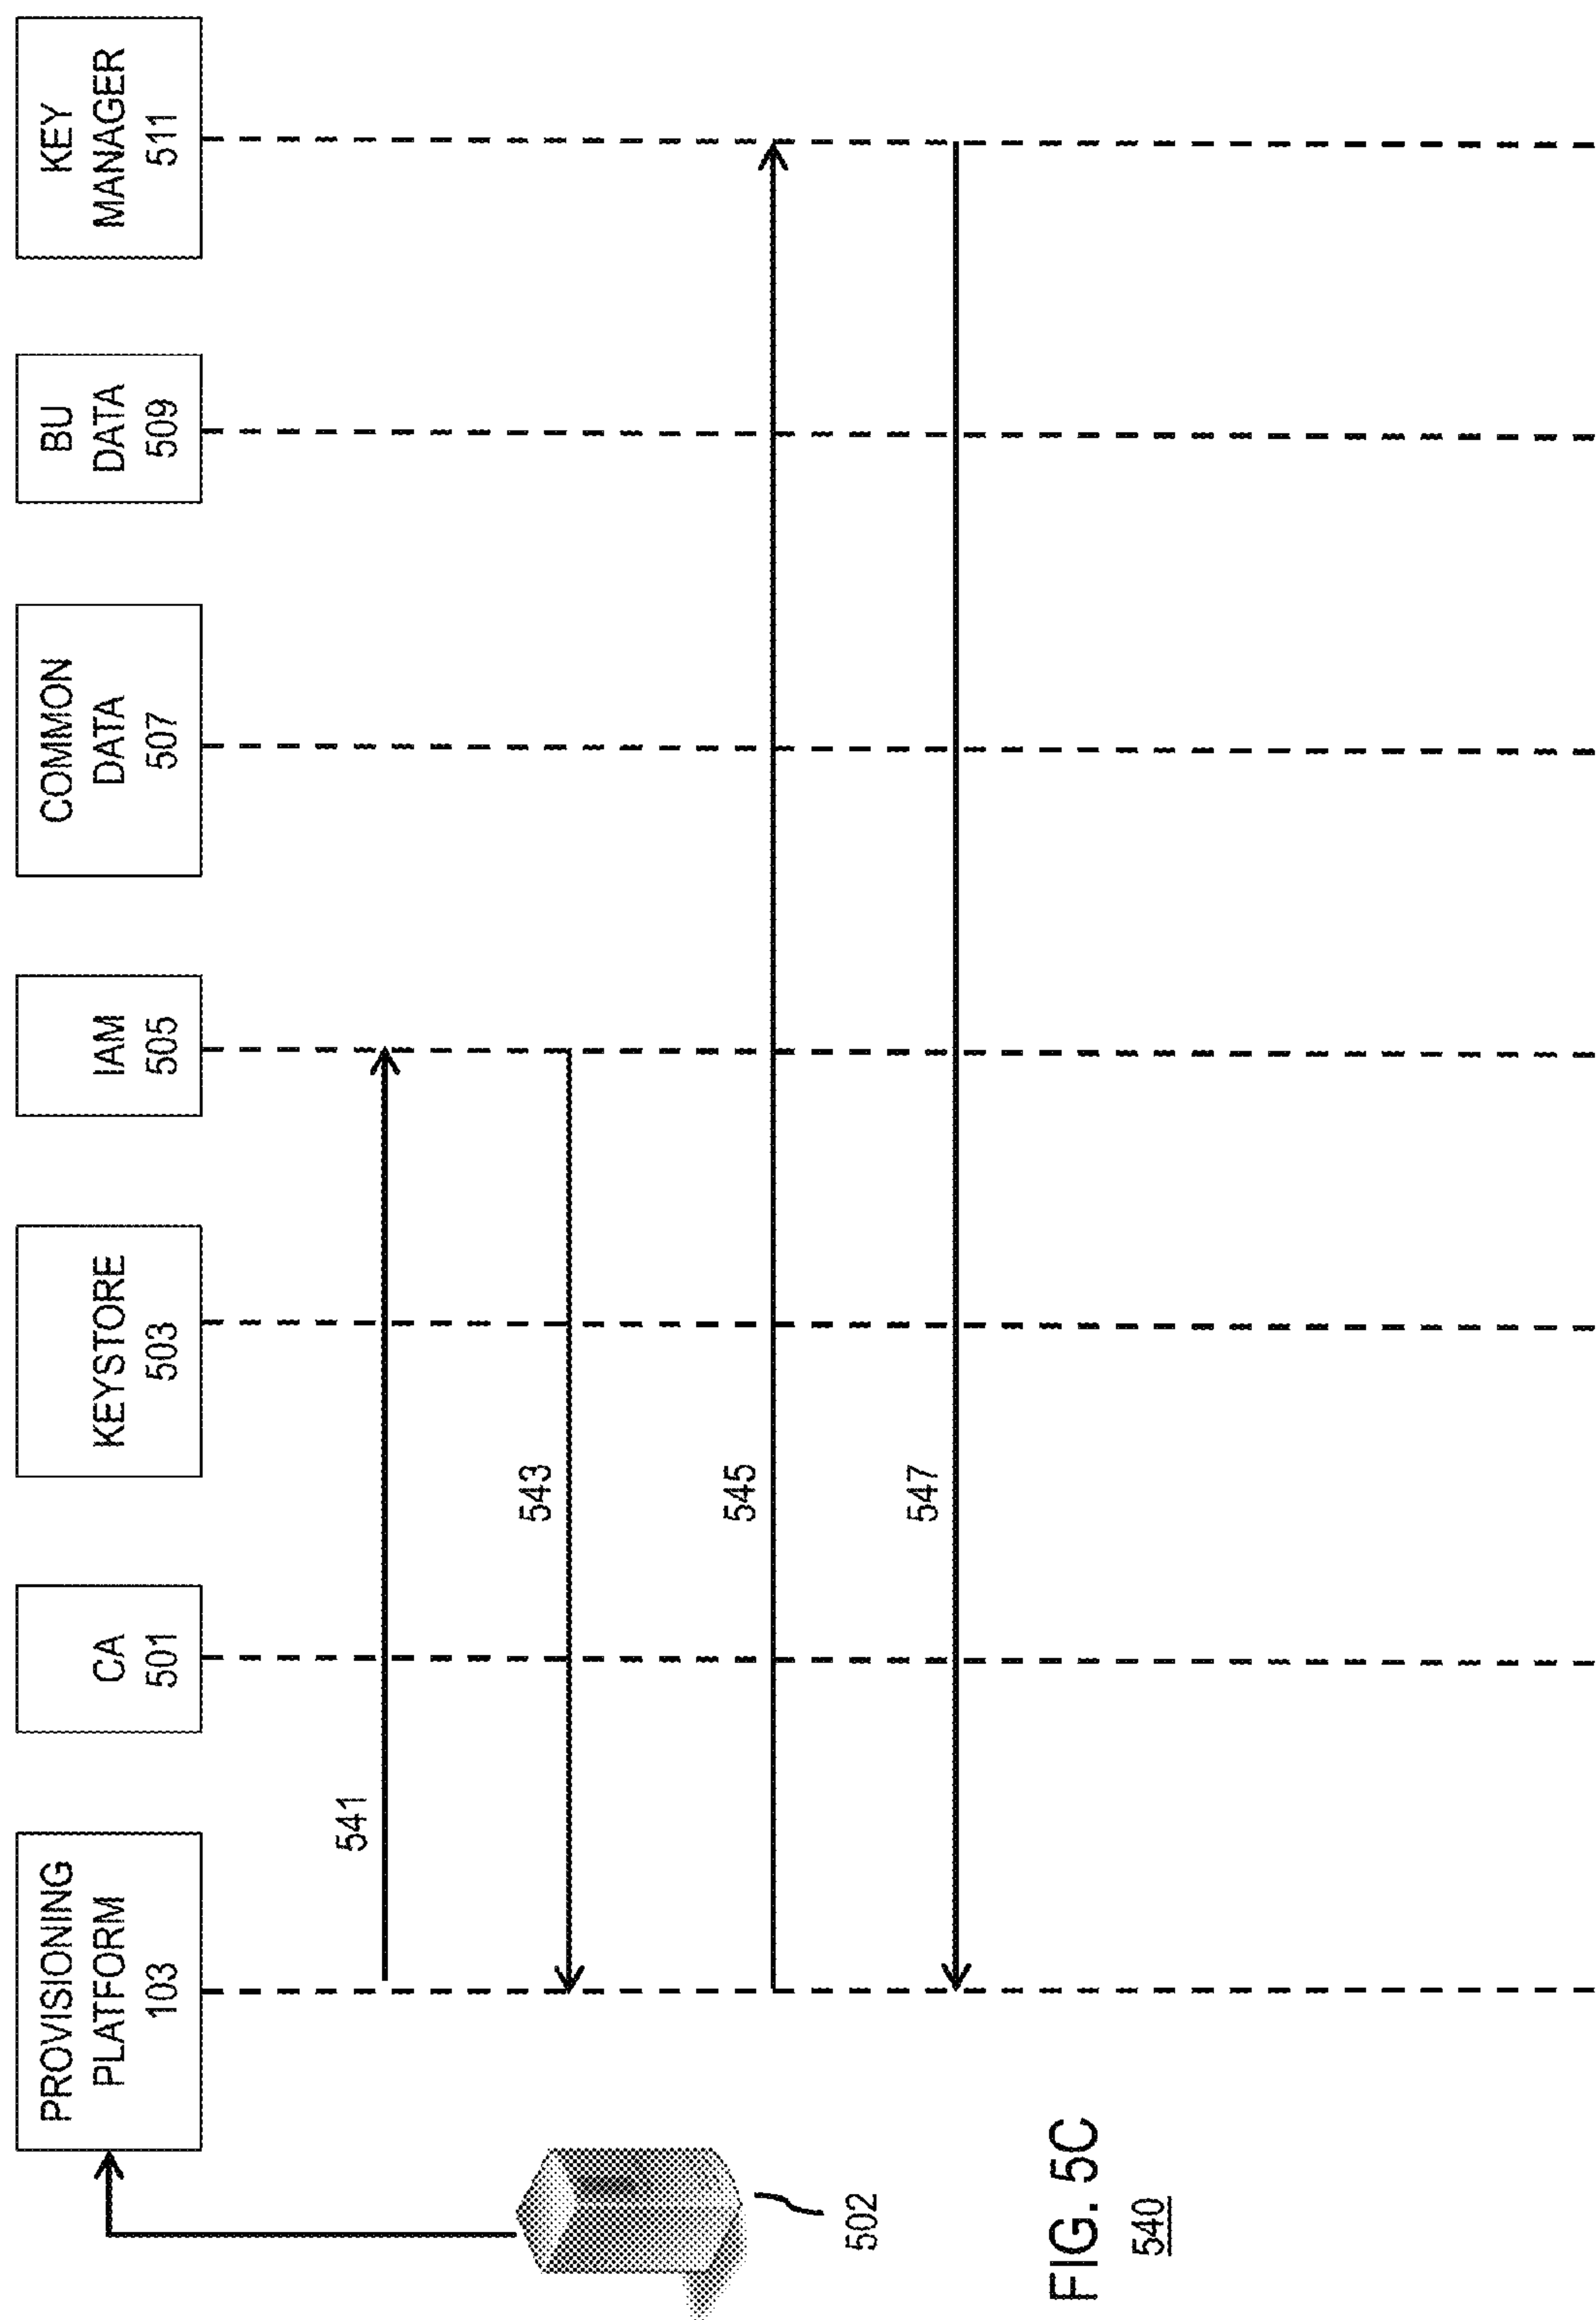 PROVISIONING
PLATFORM
103
CA
501
KEYSTORE
503
IAM
505
COMMON
DATA
507
BU
DATA
509
KEY
MANAGER
511
541
543
545
547
502
FIG. 5C
540